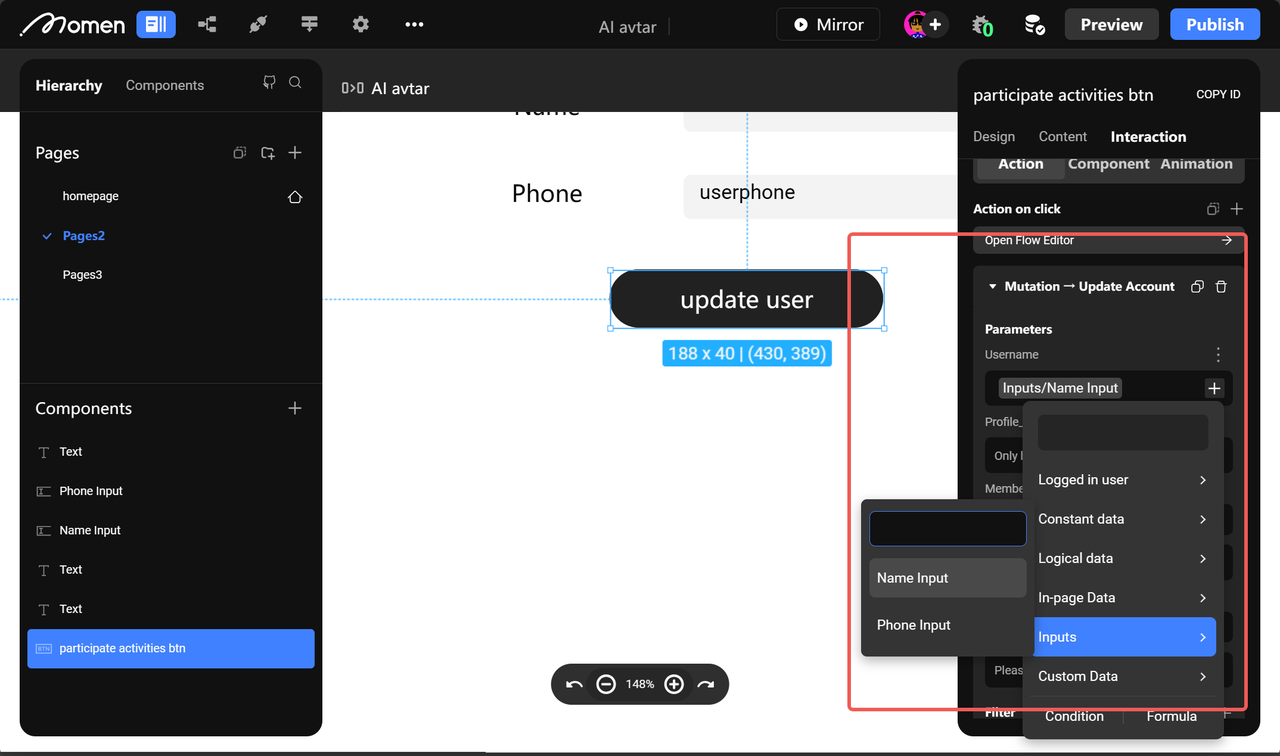 Momen
AI avtar
Mirror
0
Preview
Publish
Hierarchy
Components
AI avtar
Pages
homepage
Pages2
Pages3
Components
Text
Phone Input
Name Input
Text
Text
BTN
participate activities btn
Name
Phone
userphone
update user
188 x 40 | (430, 389)
148%
participate activities btn
COPY ID
Design
Content
Interaction
Action
Component
Animation
Action on click
Open Flow Editor
Mutation → Update Account
Parameters
Username
Inputs/Name Input
Profile_
Only
Membe
Pleas
Filter
Logged in user
Constant data
Logical data
In-page Data
Inputs
Custom Data
Condition
Formula
Name Input
Phone Input